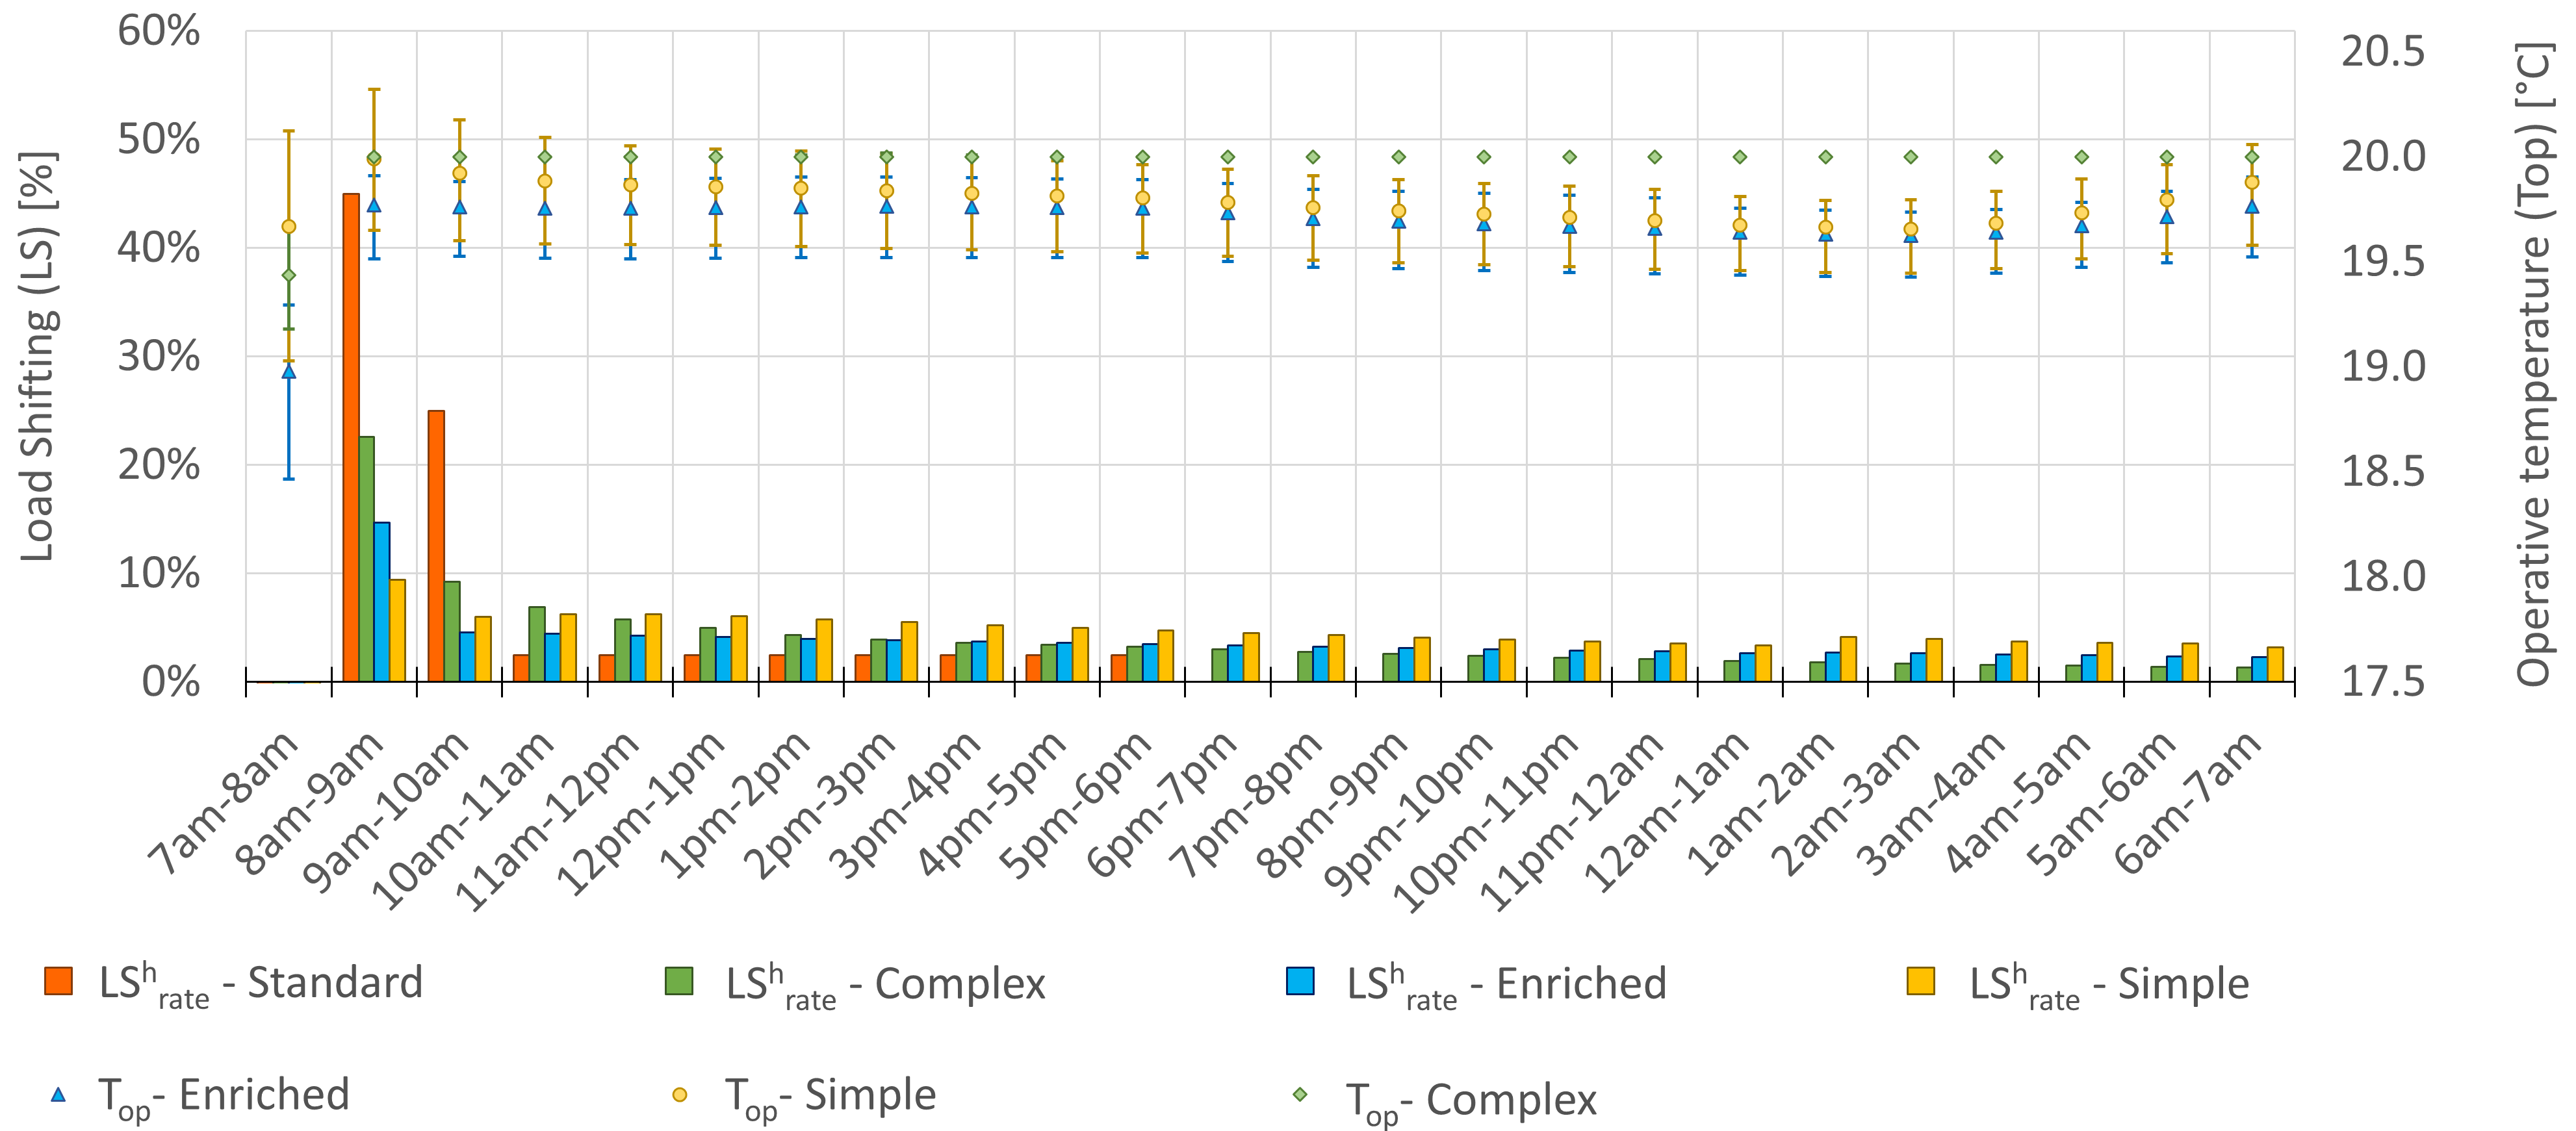 60%
50%
40%
30%
20%
10%
0%
Load Shifting (LS) [%]
20.5
20.0
19.5
19.0
18.5
18.0
17.5
Operative temperature (Top) [°C]
7am-8am
8am-9am
9am-10am
10am-11am
11am-12pm
12pm-1pm
1pm-2pm
2pm-3pm
3pm-4pm
4pm-5pm
5pm-6pm
6pm-7pm
7pm-8pm
8pm-9pm
9pm-10pm
10pm-11pm
11pm-12am
12am-1am
1am-2am
2am-3am
3am-4am
4am-5am
5am-6am
6am-7am
LSʰrate - Standard
LSʰrate - Complex
LSʰrate - Enriched
LSʰrate - Simple
Top- Enriched
Top- Simple
Top- Complex